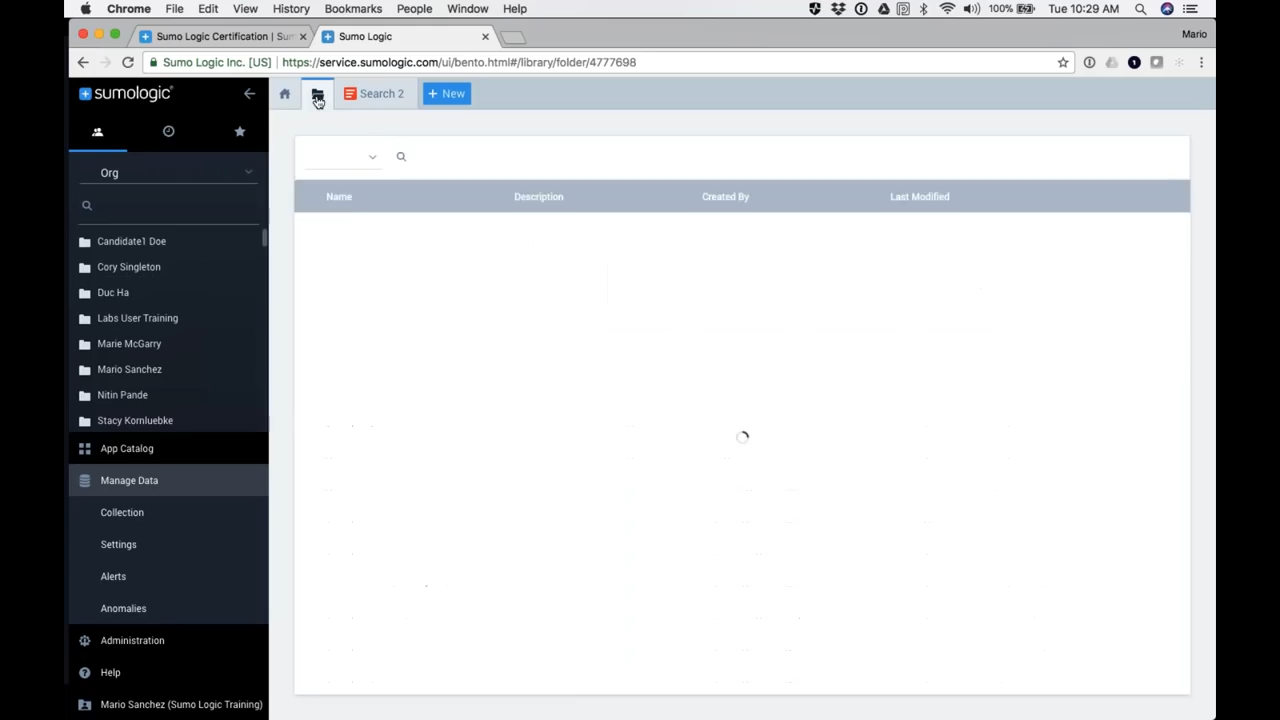 Chrome File Edit View History Bookmarks People Window Help 100% Tue 10:29 AM
Sumo Logic Certification | Sum Sumo Logic Mario
Sumo Logic Inc. [US] https://service.sumologic.com/ui/bento.html#/library/folder/4777698
sumologic
Search 2
+ New
Org
Name Description Created By Last Modified
Candidate1 Doe
Cory Singleton
Duc Ha
Labs User Training
Marie McGarry
Mario Sanchez
Nitin Pande
Stacy Kornluebke
App Catalog
Manage Data
Collection
Settings
Alerts
Anomalies
Administration
Help
Mario Sanchez (Sumo Logic Training)